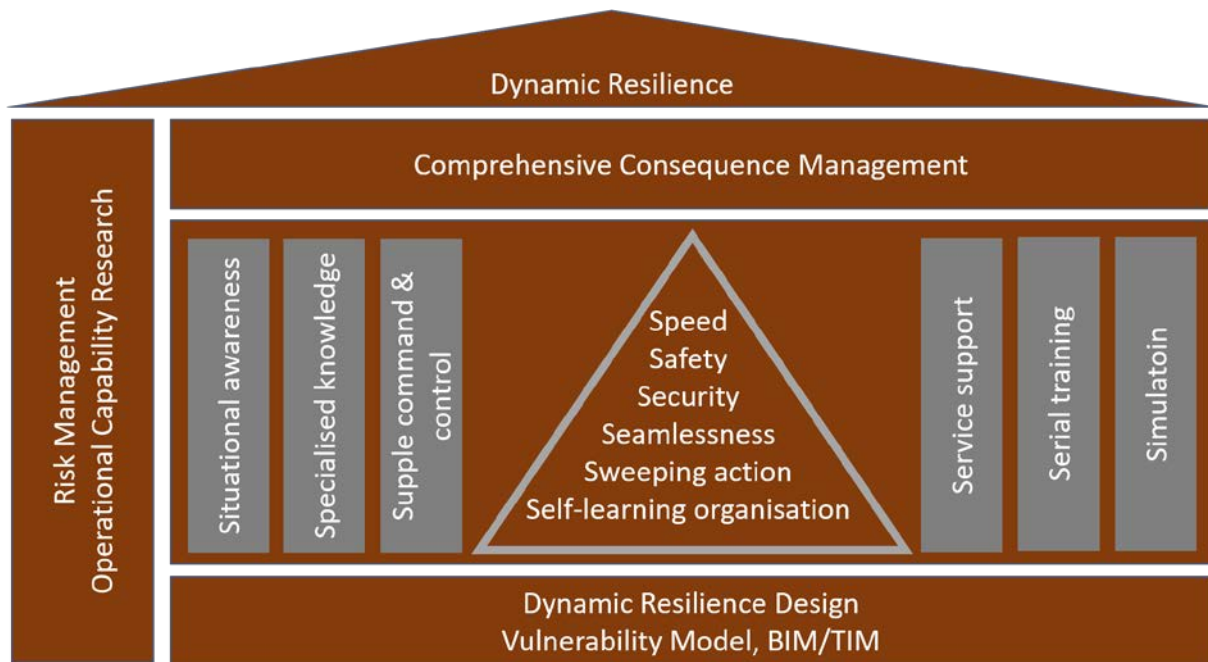 Dynamic Resilience
Risk Management
Operational Capability Research
Comprehensive Consequence Management
Situational awareness
Specialised knowledge
Supple command &
control
Speed
Safety
Security
Seamlessness
Sweeping action
Self-learning organisation
Service support
Serial training
Simulatoin
Dynamic Resilience Design
Vulnerability Model, BIM/TIM